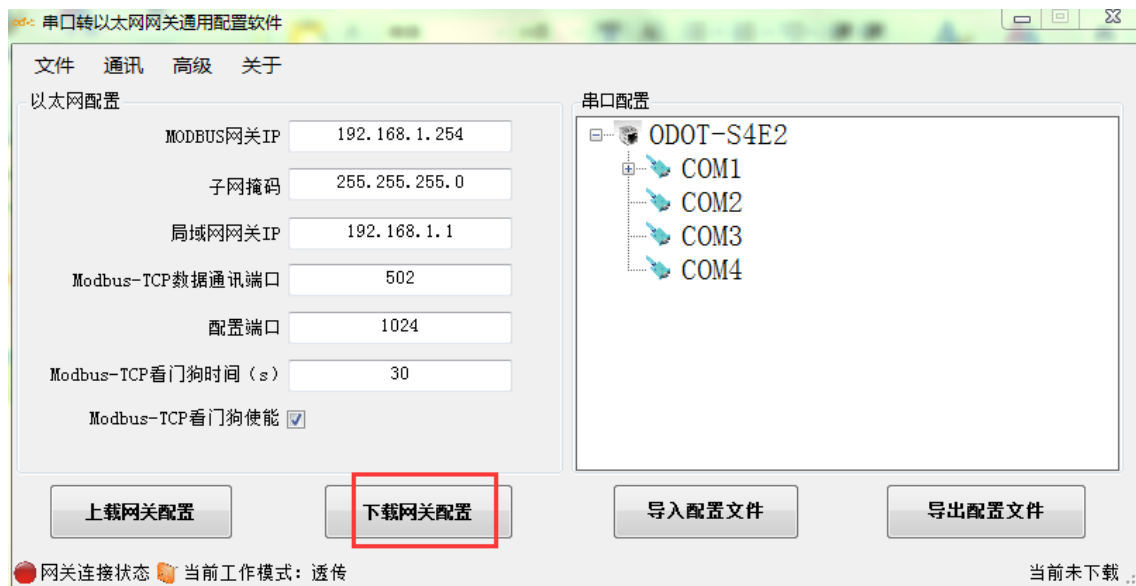 串口转以太网网关通用配置软件
文件 通讯 高级 关于
以太网配置
MODBUS网关IP 192.168.1.254
子网掩码 255.255.255.0
局域网网关IP 192.168.1.1
Modbus-TCP数据通讯端口 502
配置端口 1024
Modbus-TCP看门狗时间（s） 30
Modbus-TCP看门狗使能
串口配置
ODOT-S4E2
COM1
COM2
COM3
COM4
上载网关配置 下载网关配置 导入配置文件 导出配置文件
网关连接状态 当前工作模式：透传 当前未下载